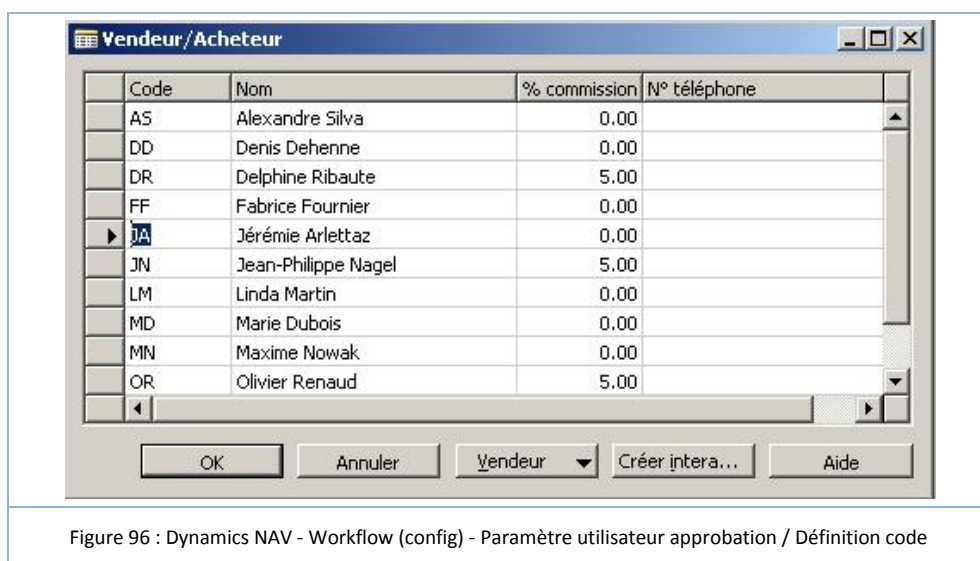 Vendeur/Acheteur
Code Nom % commission N° téléphone
AS Alexandre Silva 0.00
DD Denis Dehenne 0.00
DR Delphine Ribaute 5.00
FF Fabrice Fournier 0.00
JA Jérémie Arlettaz 0.00
JN Jean-Philippe Nagel 5.00
LM Linda Martin 0.00
MD Marie Dubois 0.00
MN Maxime Nowak 0.00
OR Olivier Renaud 5.00
OK Annuler Vendeur Créer intera... Aide
Figure 96 : Dynamics NAV - Workflow (config) - Paramètre utilisateur approbation / Définition code